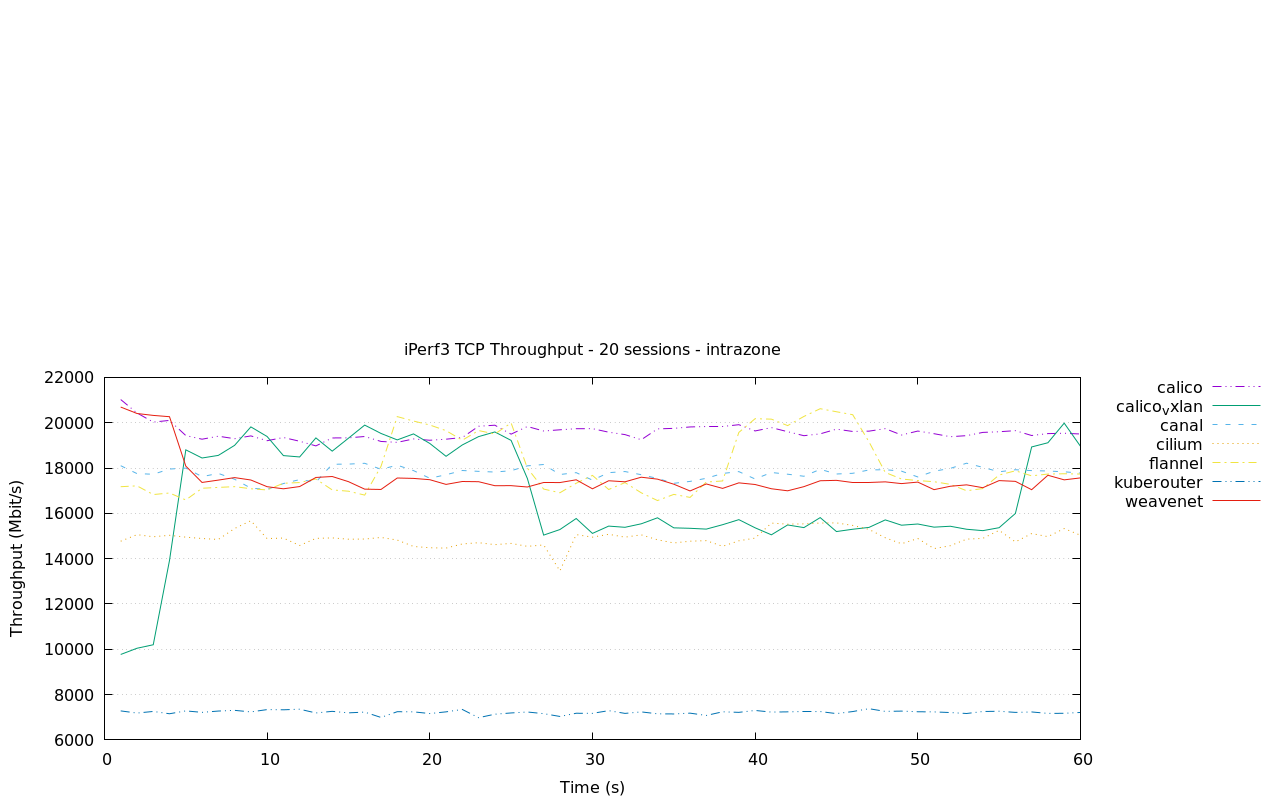 iPerf3 TCP Throughput - 20 sessions - intrazone
Throughput (Mbit/s)
22000
20000
18000
16000
14000
12000
10000
8000
6000
0 10 20 30 40 50 60
Time (s)
calico
calicovxlan
canal
cilium
flannel
kuberouter
weavenet